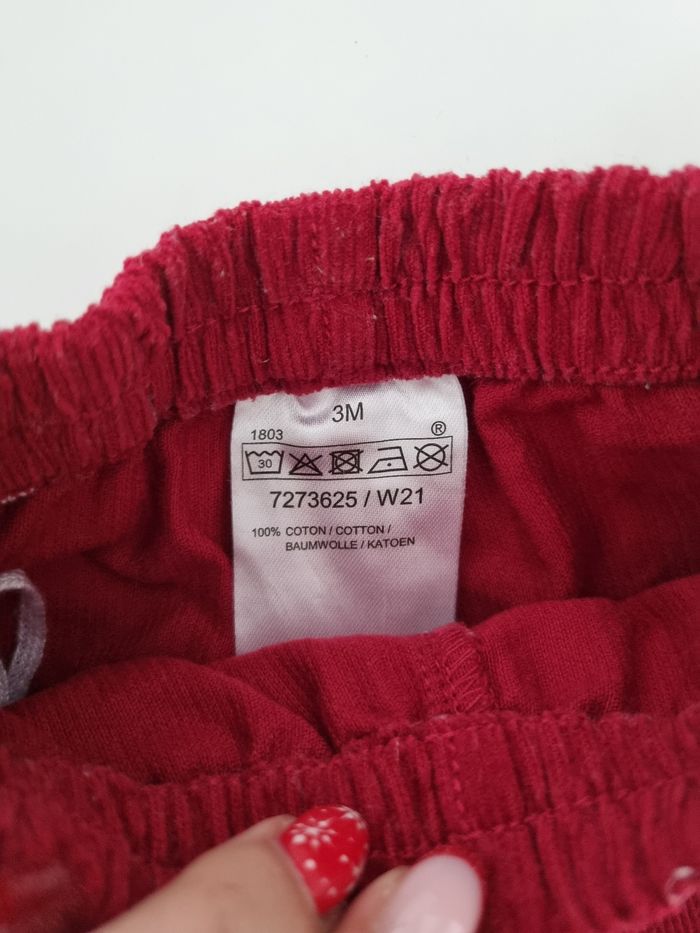 3M
1803 ®
30
7273625 / W21
100% COTON / COTTON /
BAUMWOLLE / KATOEN